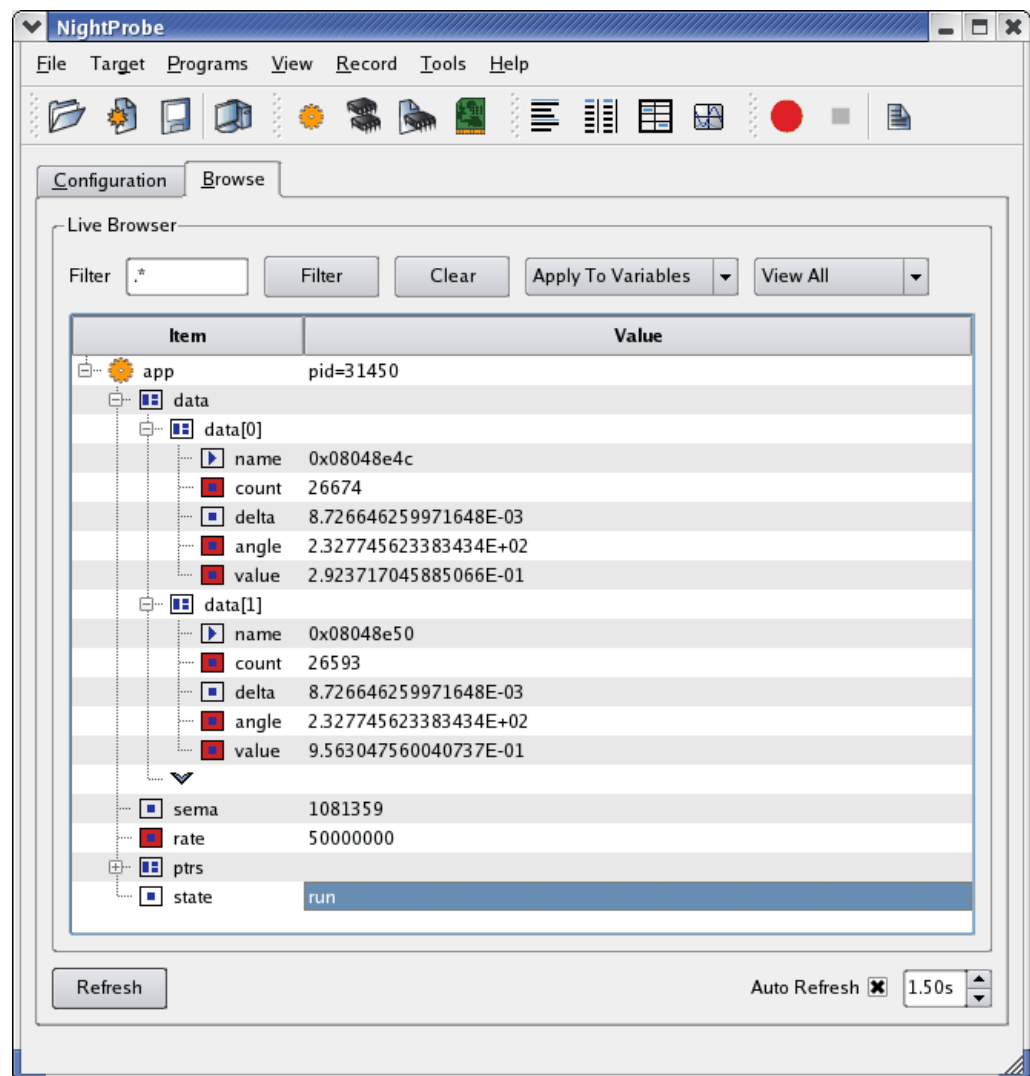 NightProbe
File Target Programs View Record Tools Help
Configuration Browse
Live Browser
Filter .* Filter Clear Apply To Variables View All
Item Value
app pid=31450
data
data[0]
name 0x08048e4c
count 26674
delta 8.726646259971648E-03
angle 2.327745623383434E+02
value 2.923717045885066E-01
data[1]
name 0x08048e50
count 26593
delta 8.726646259971648E-03
angle 2.327745623383434E+02
value 9.563047560040737E-01
sema 1081359
rate 50000000
ptrs
state run
Refresh Auto Refresh 1.50s